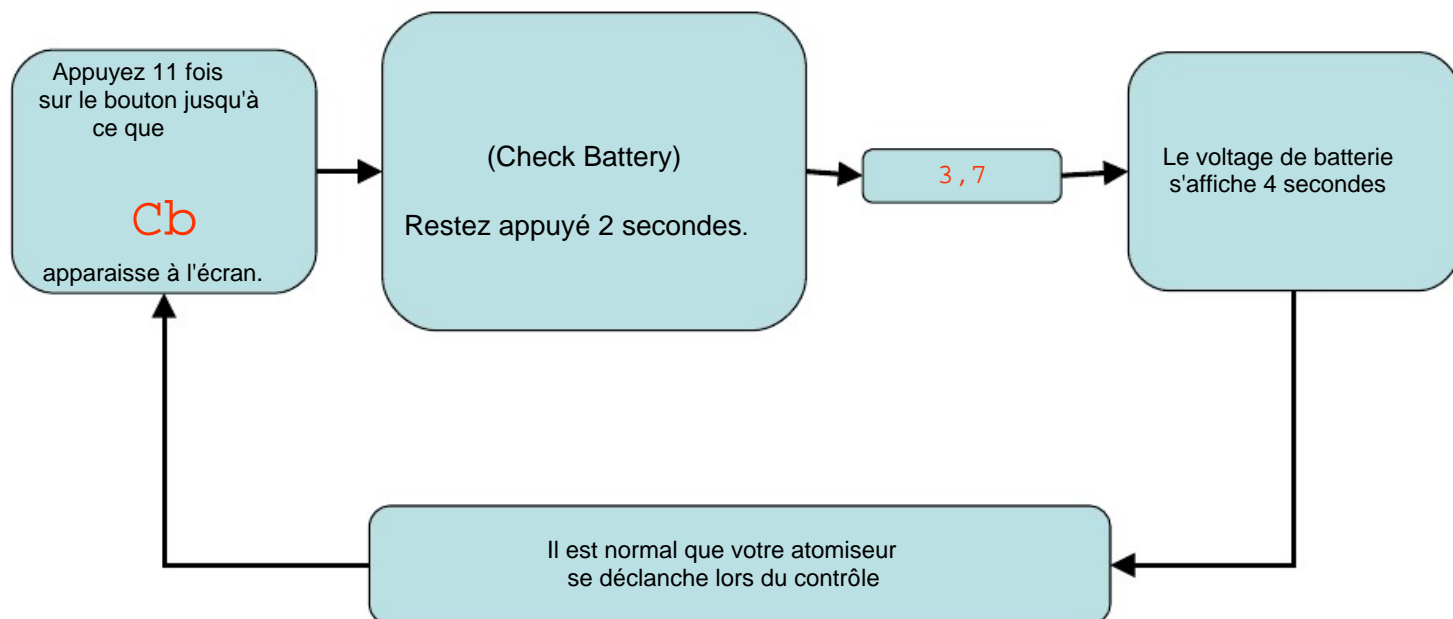 Appuyez 11 fois
sur le bouton jusqu'à
ce que
Cb
apparaisse à l'écran.
(Check Battery)
Restez appuyé 2 secondes.
3,7
Le voltage de batterie
s'affiche 4 secondes
Il est normal que votre atomiseur
se déclanche lors du contrôle